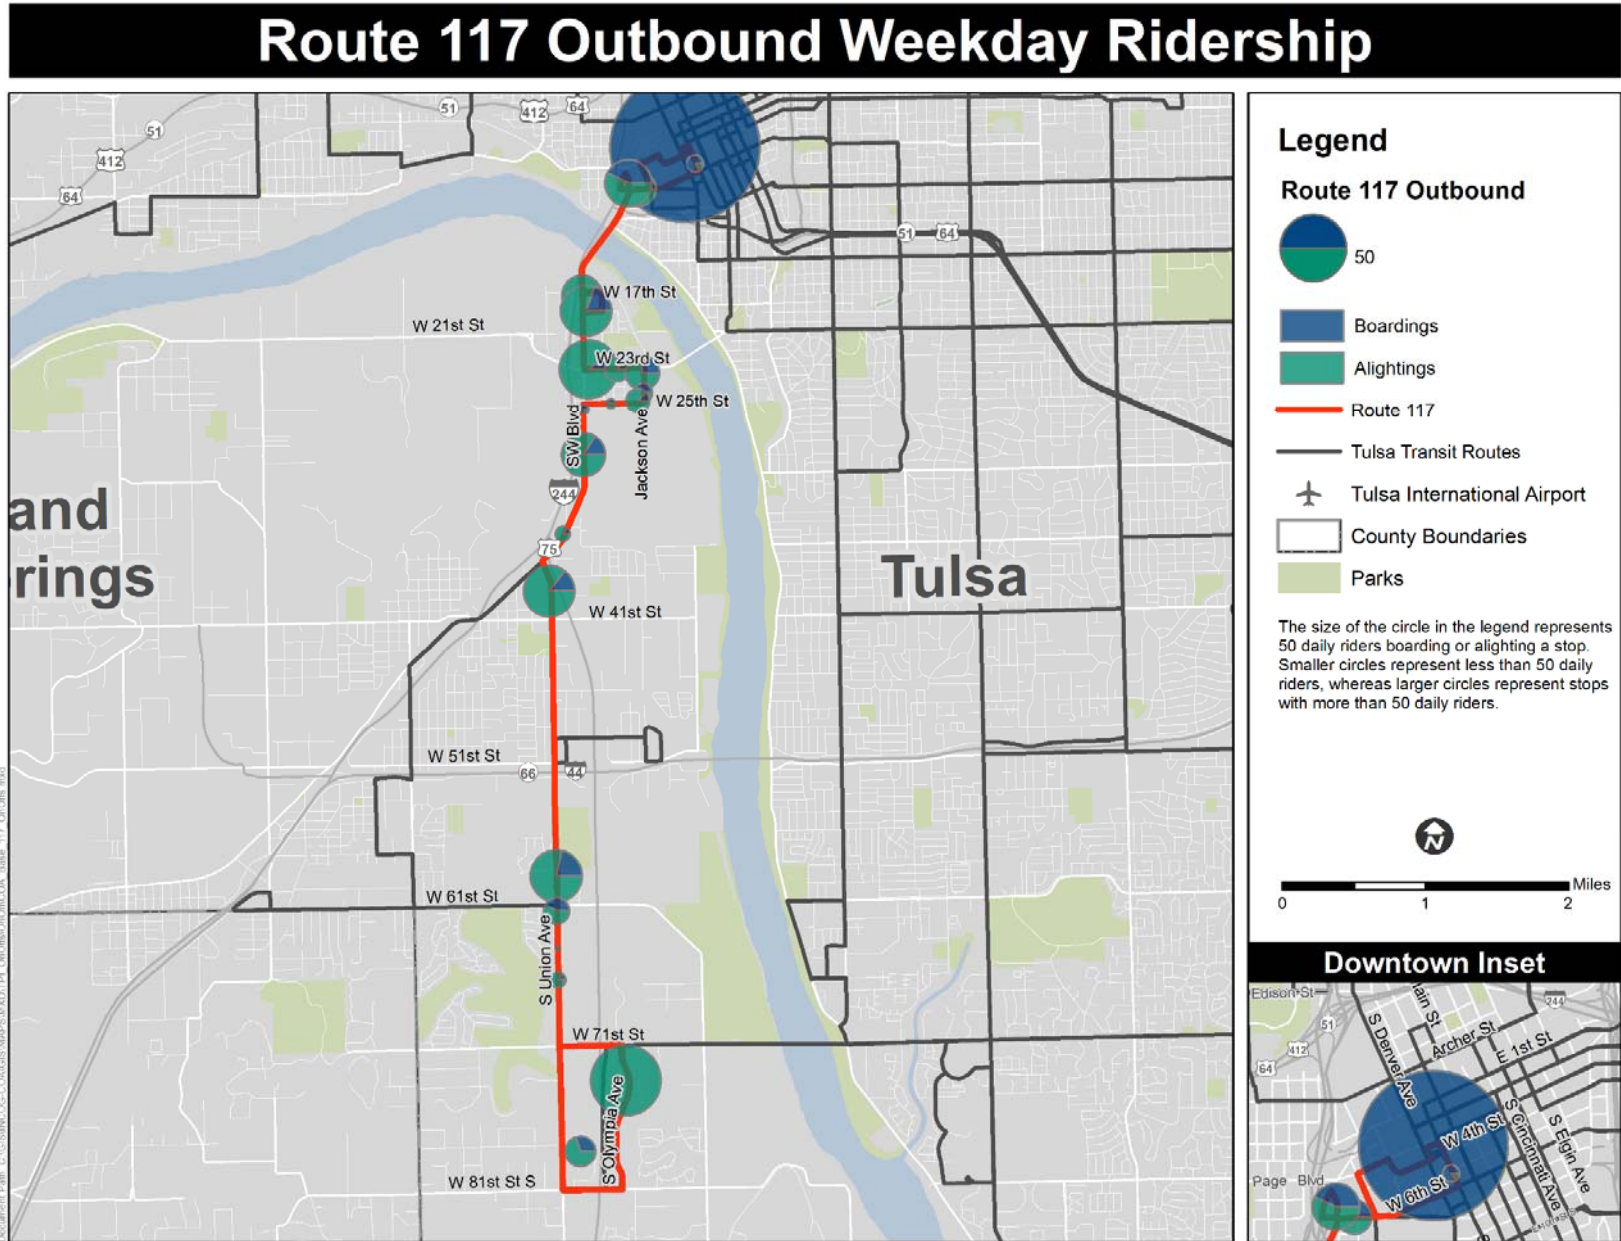 Route 117 Outbound Weekday Ridership
51
412
64
51
412
64
51
64
W 17th St
W 21st St
W 23rd St
W 25th St
SW Blvd
Jackson Ave
244
75
and
rings
Tulsa
W 41st St
W 51st St
66
44
W 61st St
S Union Ave
W 71st St
S Olympia Ave
W 81st St S
Legend
Route 117 Outbound
50
Boardings
Alightings
Route 117
Tulsa Transit Routes
Tulsa International Airport
County Boundaries
Parks
The size of the circle in the legend represents
50 daily riders boarding or alighting a stop.
Smaller circles represent less than 50 daily
riders, whereas larger circles represent stops
with more than 50 daily riders.
N
Miles
0 1 2
Downtown Inset
Edison St
51
412
64
244
S Denver Ave
ain St
Archer St
E 1st St
W 4th St
W 6th St
S Cincinnati Ave
S Elgin Ave
Page Blvd